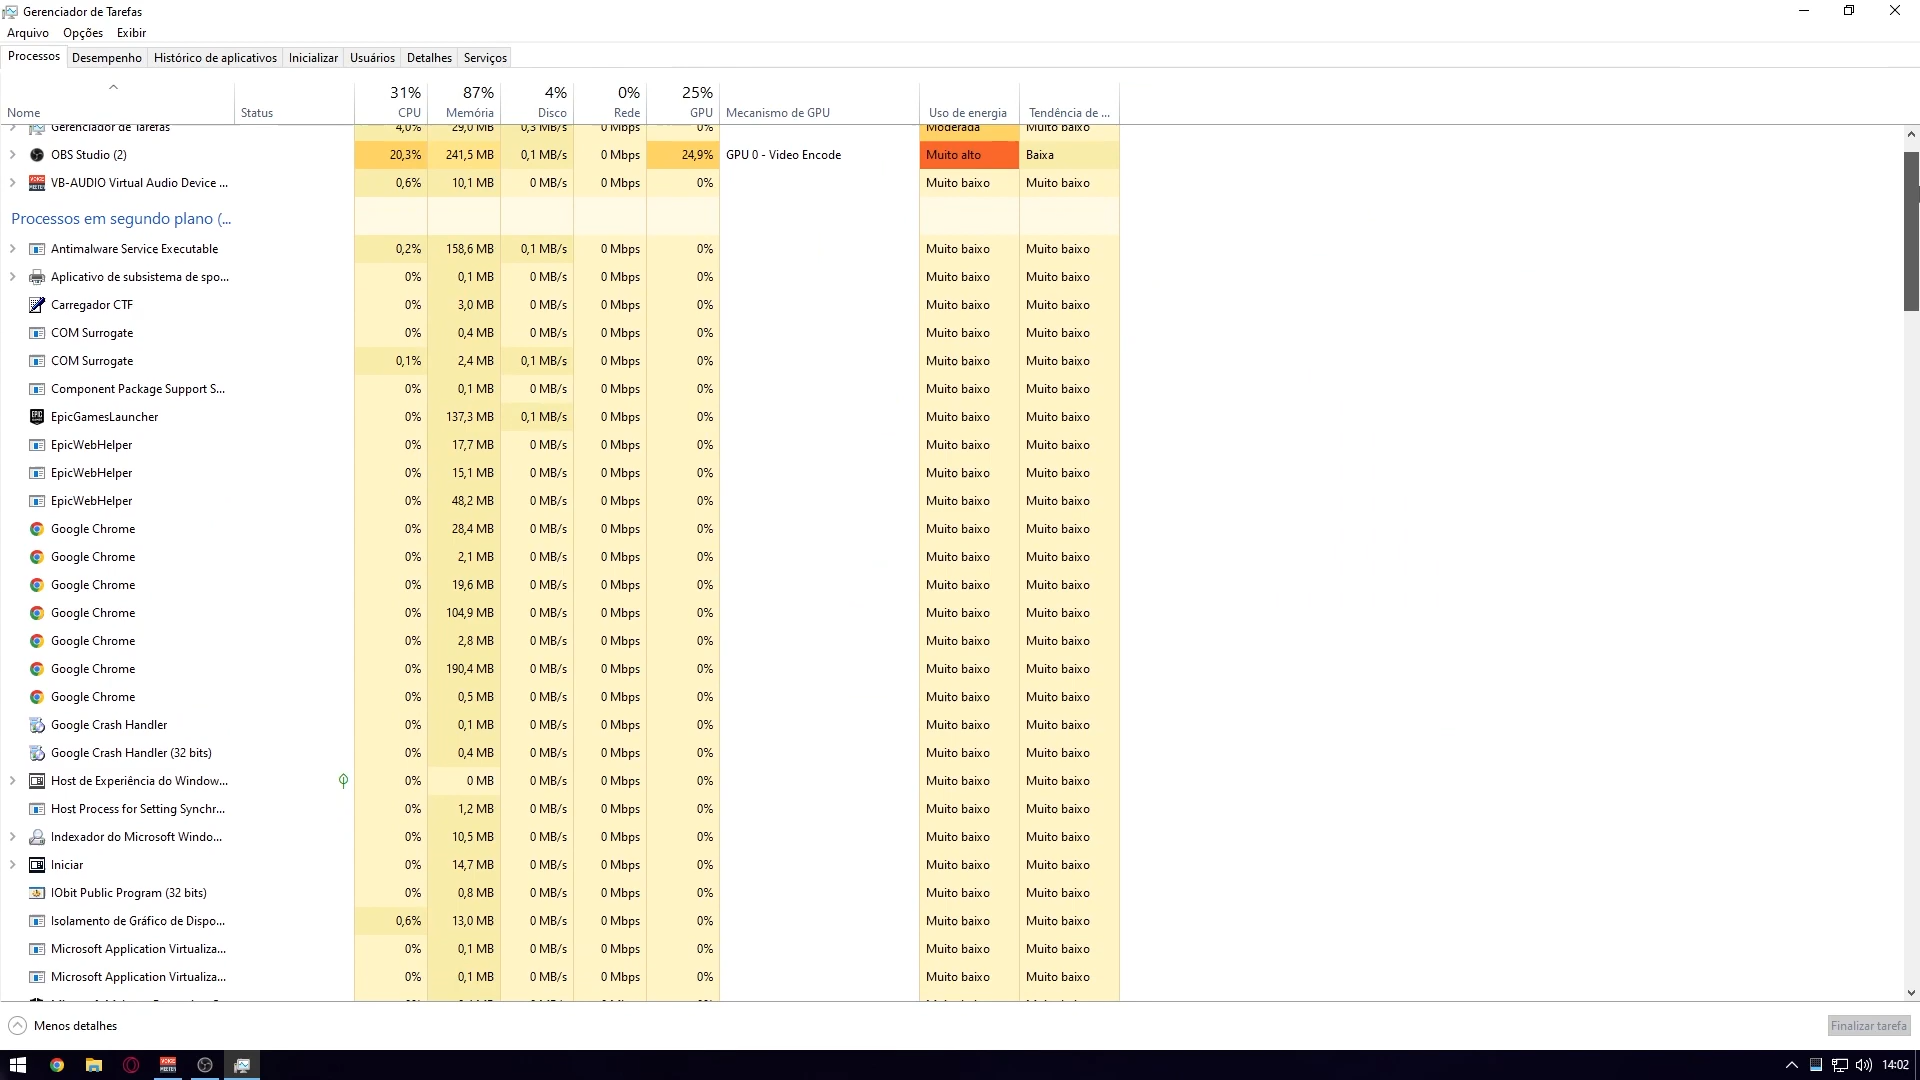 Gerenciador de Tarefas
Arquivo Opções Exibir
Processos Desempenho Histórico de aplicativos Inicializar Usuários Detalhes Serviços
31% 87% 4% 0% 25%
Nome Status CPU Memória Disco Rede GPU Mecanismo de GPU Uso de energia Tendência de ...
Gerenciador de Tarefas 4,0% 29,0 MB 0,3 MB/s 0 Mbps 0% Moderada Muito baixo
OBS Studio (2) 20,3% 241,5 MB 0,1 MB/s 0 Mbps 24,9% GPU 0 - Video Encode Muito alto Baixa
VB-AUDIO Virtual Audio Device ... 0,6% 10,1 MB 0 MB/s 0 Mbps 0% Muito baixo Muito baixo
Processos em segundo plano (...
Antimalware Service Executable 0,2% 158,6 MB 0,1 MB/s 0 Mbps 0% Muito baixo Muito baixo
Aplicativo de subsistema de spo... 0% 0,1 MB 0 MB/s 0 Mbps 0% Muito baixo Muito baixo
Carregador CTF 0% 3,0 MB 0 MB/s 0 Mbps 0% Muito baixo Muito baixo
COM Surrogate 0% 0,4 MB 0 MB/s 0 Mbps 0% Muito baixo Muito baixo
COM Surrogate 0,1% 2,4 MB 0,1 MB/s 0 Mbps 0% Muito baixo Muito baixo
Component Package Support S... 0% 0,1 MB 0 MB/s 0 Mbps 0% Muito baixo Muito baixo
EpicGamesLauncher 0% 137,3 MB 0,1 MB/s 0 Mbps 0% Muito baixo Muito baixo
EpicWebHelper 0% 17,7 MB 0 MB/s 0 Mbps 0% Muito baixo Muito baixo
EpicWebHelper 0% 15,1 MB 0 MB/s 0 Mbps 0% Muito baixo Muito baixo
EpicWebHelper 0% 48,2 MB 0 MB/s 0 Mbps 0% Muito baixo Muito baixo
Google Chrome 0% 28,4 MB 0 MB/s 0 Mbps 0% Muito baixo Muito baixo
Google Chrome 0% 2,1 MB 0 MB/s 0 Mbps 0% Muito baixo Muito baixo
Google Chrome 0% 19,6 MB 0 MB/s 0 Mbps 0% Muito baixo Muito baixo
Google Chrome 0% 104,9 MB 0 MB/s 0 Mbps 0% Muito baixo Muito baixo
Google Chrome 0% 2,8 MB 0 MB/s 0 Mbps 0% Muito baixo Muito baixo
Google Chrome 0% 190,4 MB 0 MB/s 0 Mbps 0% Muito baixo Muito baixo
Google Chrome 0% 0,5 MB 0 MB/s 0 Mbps 0% Muito baixo Muito baixo
Google Crash Handler 0% 0,1 MB 0 MB/s 0 Mbps 0% Muito baixo Muito baixo
Google Crash Handler (32 bits) 0% 0,4 MB 0 MB/s 0 Mbps 0% Muito baixo Muito baixo
Host de Experiência do Window... 0% 0 MB 0 MB/s 0 Mbps 0% Muito baixo Muito baixo
Host Process for Setting Synchr... 0% 1,2 MB 0 MB/s 0 Mbps 0% Muito baixo Muito baixo
Indexador do Microsoft Windo... 0% 10,5 MB 0 MB/s 0 Mbps 0% Muito baixo Muito baixo
Iniciar 0% 14,7 MB 0 MB/s 0 Mbps 0% Muito baixo Muito baixo
IObit Public Program (32 bits) 0% 0,8 MB 0 MB/s 0 Mbps 0% Muito baixo Muito baixo
Isolamento de Gráfico de Dispo... 0,6% 13,0 MB 0 MB/s 0 Mbps 0% Muito baixo Muito baixo
Microsoft Application Virtualiza... 0% 0,1 MB 0 MB/s 0 Mbps 0% Muito baixo Muito baixo
Microsoft Application Virtualiza... 0% 0,1 MB 0 MB/s 0 Mbps 0% Muito baixo Muito baixo
Menos detalhes Finalizar tarefa
14:02